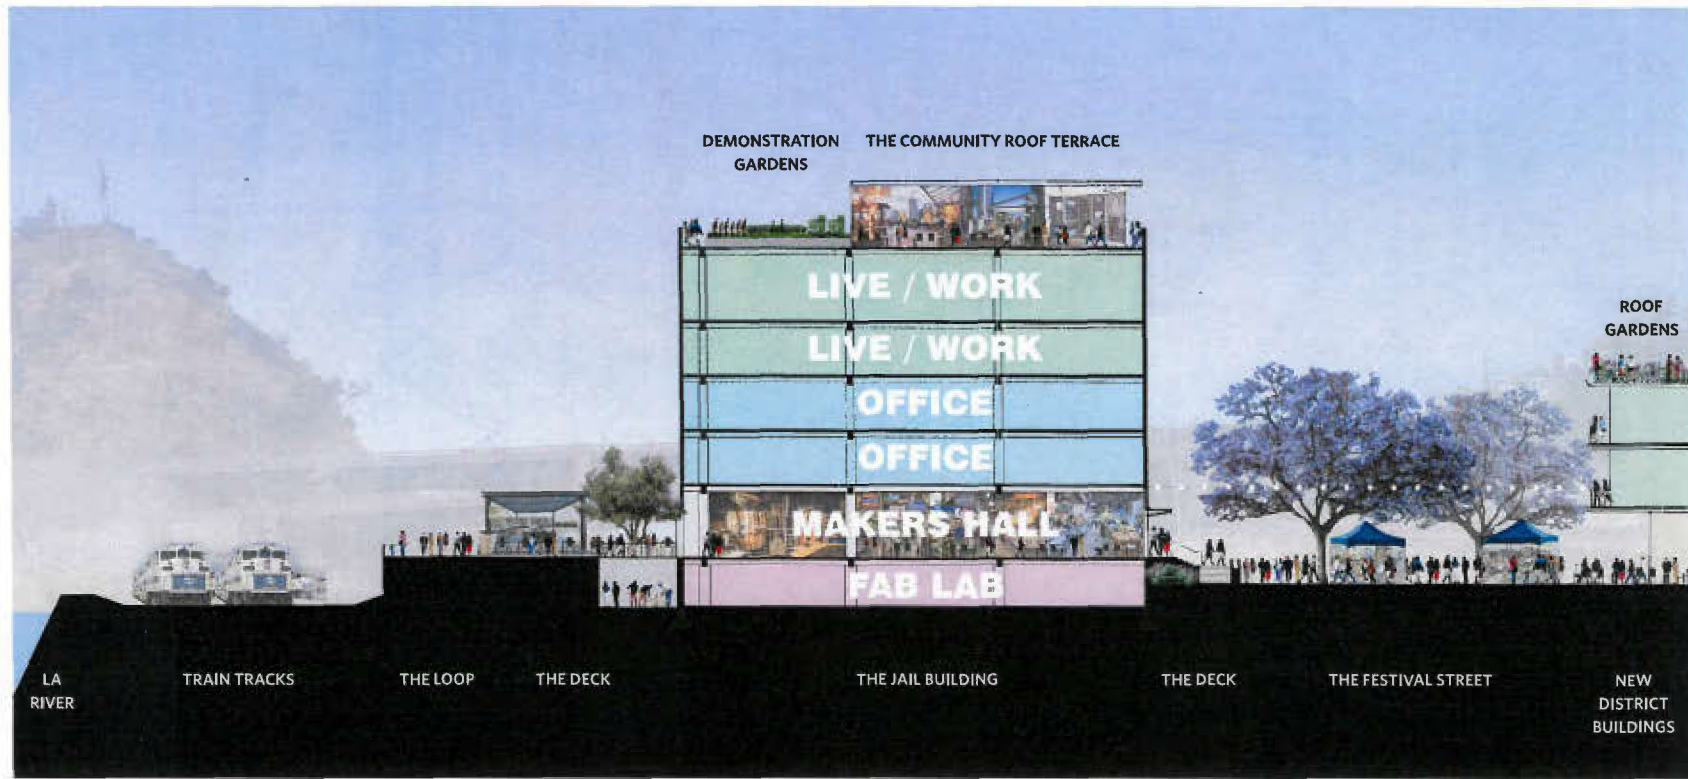 DEMONSTRATION
GARDENS
THE COMMUNITY ROOF TERRACE
LIVE / WORK
ROOF
GARDENS
LIVE / WORK
OFFICE
OFFICE
MAKERS HALL
FAB LAB
LA
RIVER
TRAIN TRACKS
THE LOOP
THE DECK
THE JAIL BUILDING
THE DECK
THE FESTIVAL STREET
NEW
DISTRICT
BUILDINGS